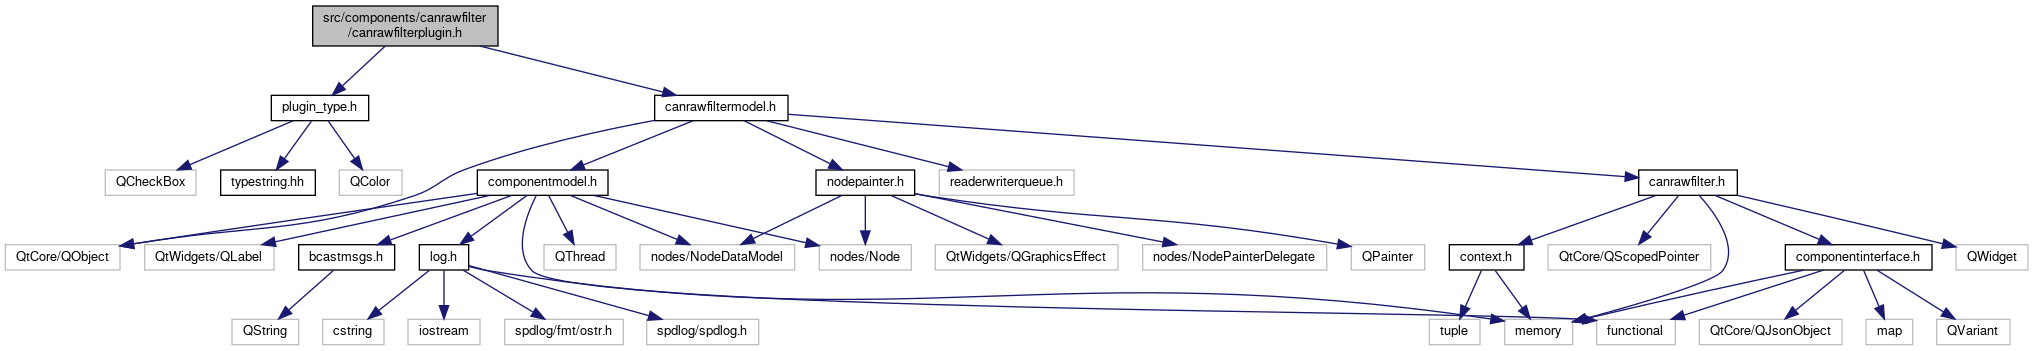 src/components/canrawfilter
/canrawfilterplugin.h
plugin_type.h
canrawfiltermodel.h
QCheckBox
typestring.hh
QColor
componentmodel.h
nodepainter.h
readerwriterqueue.h
canrawfilter.h
QtCore/QObject
QtWidgets/QLabel
bcastmsgs.h
log.h
QThread
nodes/NodeDataModel
nodes/Node
QtWidgets/QGraphicsEffect
nodes/NodePainterDelegate
QPainter
context.h
QtCore/QScopedPointer
componentinterface.h
QWidget
QString
cstring
iostream
spdlog/fmt/ostr.h
spdlog/spdlog.h
tuple
memory
functional
QtCore/QJsonObject
map
QVariant